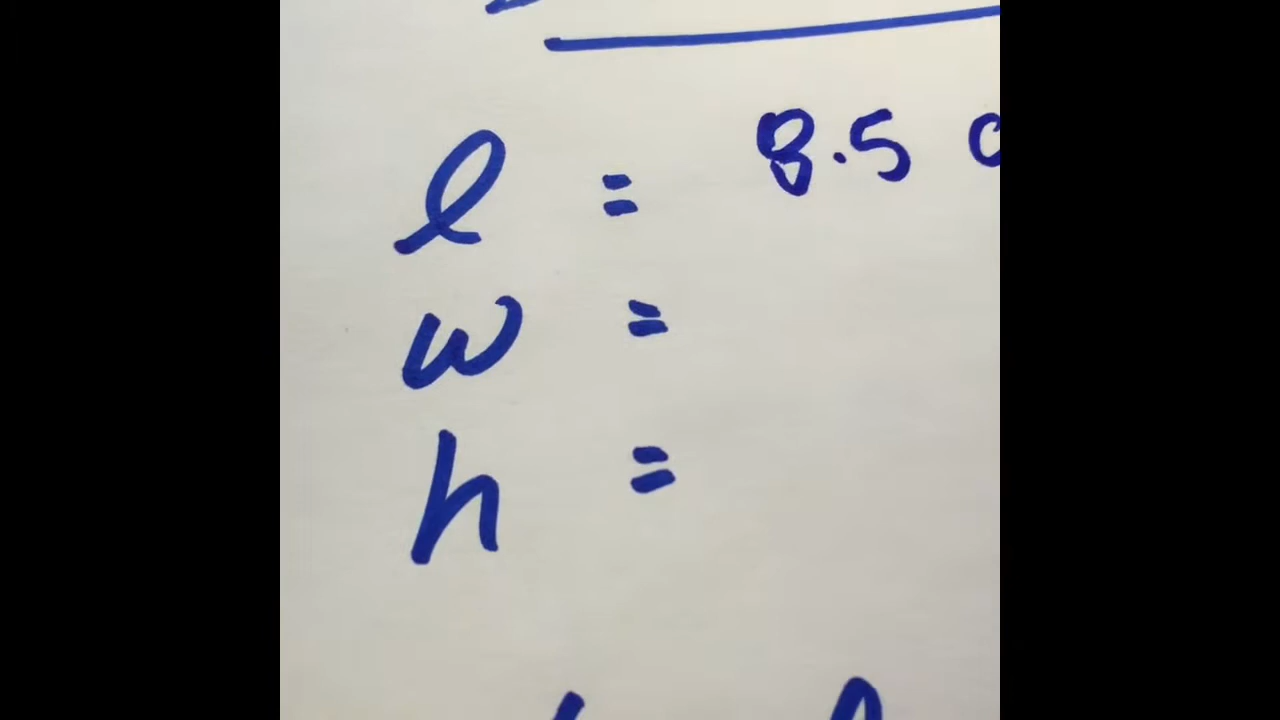 l = 8.5
w =
h =